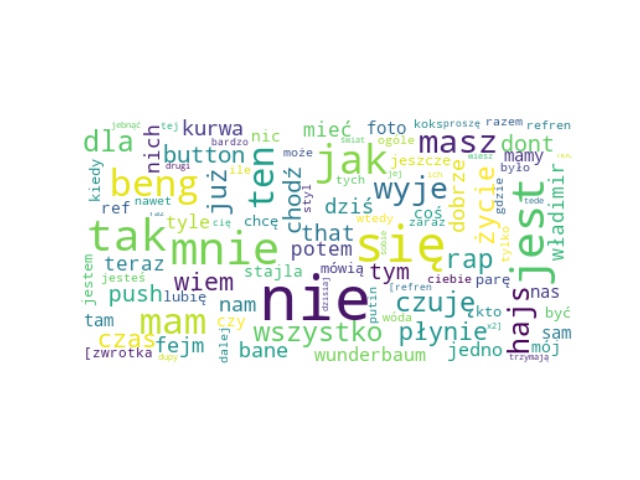 jebnąć tej kurwa mieć foto koks proszę razem refren
dla nich bardzo nic świat ogóle masz dont
button drugi może jak jeszcze wiesz mamy
kiedy beng już ile ten chodź styl tych jej wyje ich dobrze życie gdzie było władimir
ref nawet chcę dziś wtedy coś zaraz tede jest
tyle cię that się tylko
tak mnie potem sobie rap
teraz stajla mówią tym
jestem jesteś wiem nie dzisiaj ciebie parę
push lubię nam putin [refren czuję kto hajs nas
tam mam czy wóda być
czas wszystko płynie x2] sam
[zwrotka fejm dupy dalej bane wunderbaum jedno trzymają mój